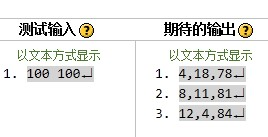 测试输入 期待的输出
以文本方式显示 以文本方式显示
1. 100 100↵ 1. 4,18,78↵
2. 8,11,81↵
3. 12,4,84↵